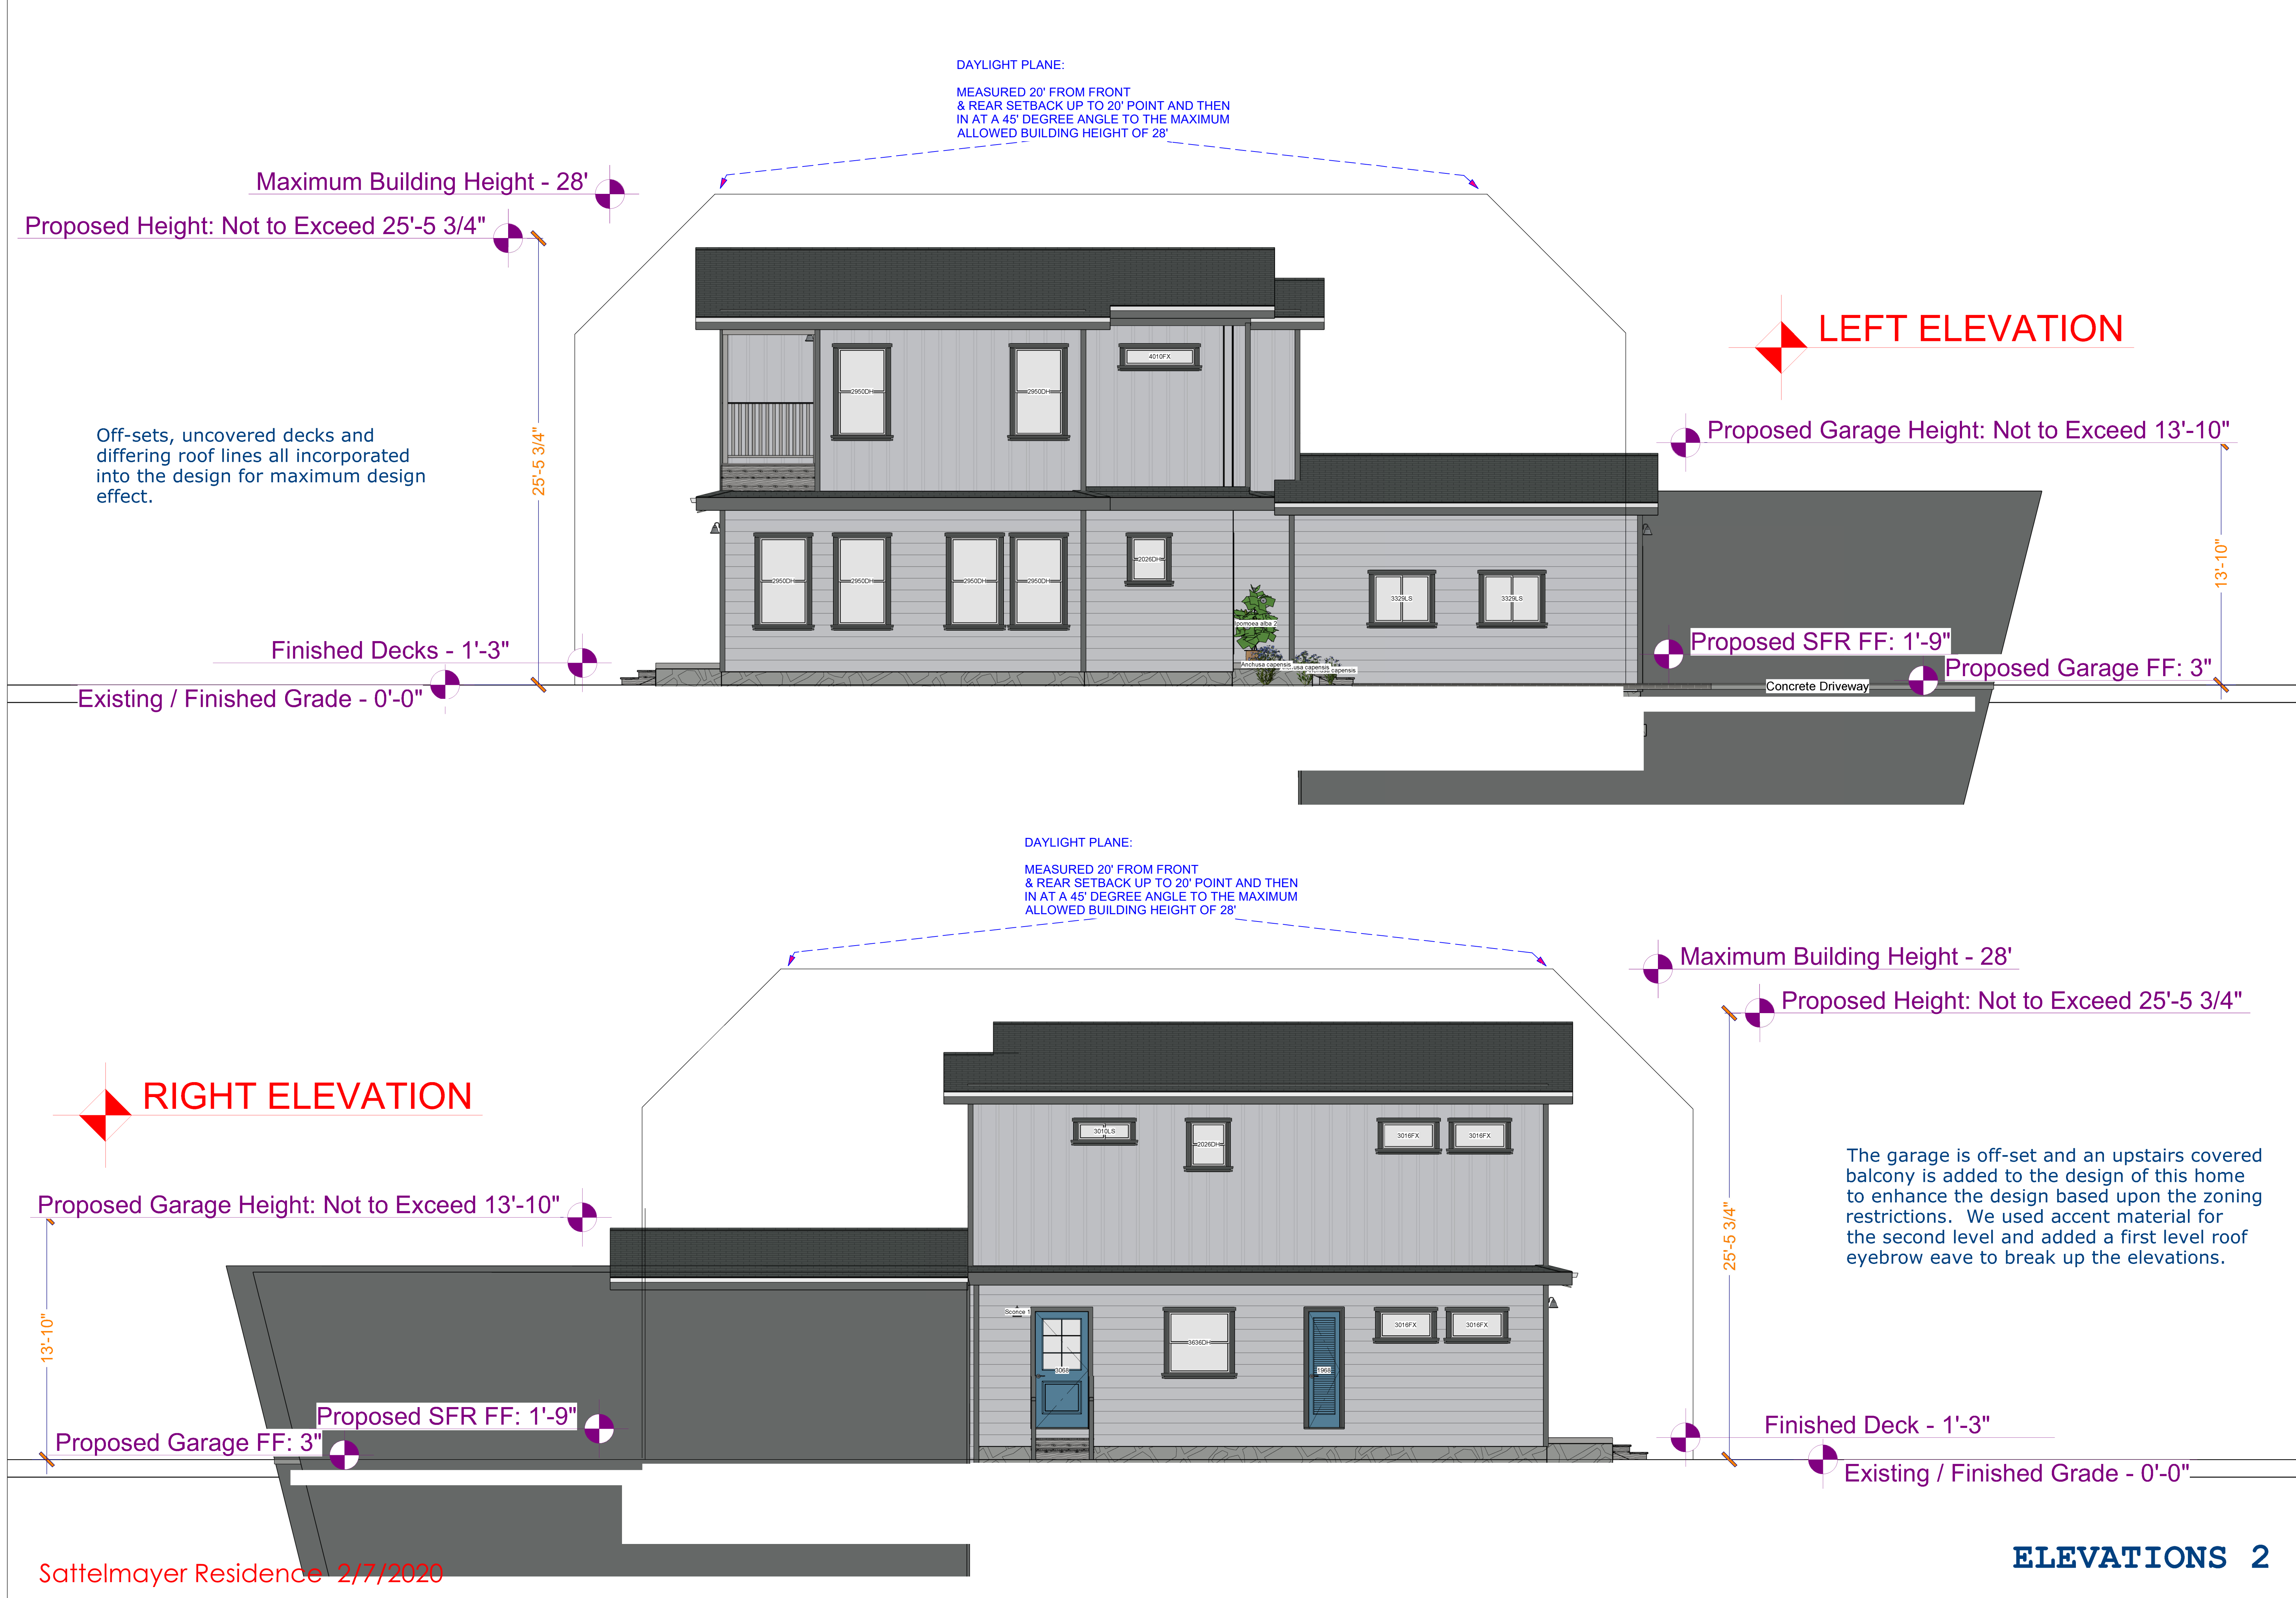 DAYLIGHT PLANE:
MEASURED 20' FROM FRONT
& REAR SETBACK UP TO 20' POINT AND THEN
IN AT A 45' DEGREE ANGLE TO THE MAXIMUM
ALLOWED BUILDING HEIGHT OF 28'
Maximum Building Height - 28'
Proposed Height: Not to Exceed 25'-5 3/4"
LEFT ELEVATION
4010FX
2950DH
2950DH
Proposed Garage Height: Not to Exceed 13'-10"
Off-sets, uncovered decks and
differing roof lines all incorporated
into the design for maximum design
effect.
25'-5 3/4"
13'-10"
2950DH
2950DH
2950DH
2950DH
2026DH
3329LS
3329LS
Ipomoea alba 2
Anchusa capensis
chusa capensis
capensis
Finished Decks - 1'-3"
Proposed SFR FF: 1'-9"
Proposed Garage FF: 3"
Concrete Driveway
Existing / Finished Grade - 0'-0"
DAYLIGHT PLANE:
MEASURED 20' FROM FRONT
& REAR SETBACK UP TO 20' POINT AND THEN
IN AT A 45' DEGREE ANGLE TO THE MAXIMUM
ALLOWED BUILDING HEIGHT OF 28'
Maximum Building Height - 28'
Proposed Height: Not to Exceed 25'-5 3/4"
RIGHT ELEVATION
3010LS
2026DH
3016FX
3016FX
Proposed Garage Height: Not to Exceed 13'-10"
The garage is off-set and an upstairs covered
balcony is added to the design of this home
to enhance the design based upon the zoning
restrictions.  We used accent material for
the second level and added a first level roof
eyebrow eave to break up the elevations.
25'-5 3/4"
13'-10"
Sconce 1
3068
3636DH
1968
3016FX
3016FX
Proposed SFR FF: 1'-9"
Proposed Garage FF: 3"
Finished Deck - 1'-3"
Existing / Finished Grade - 0'-0"
Sattelmayer Residence  2/7/2020
ELEVATIONS 2